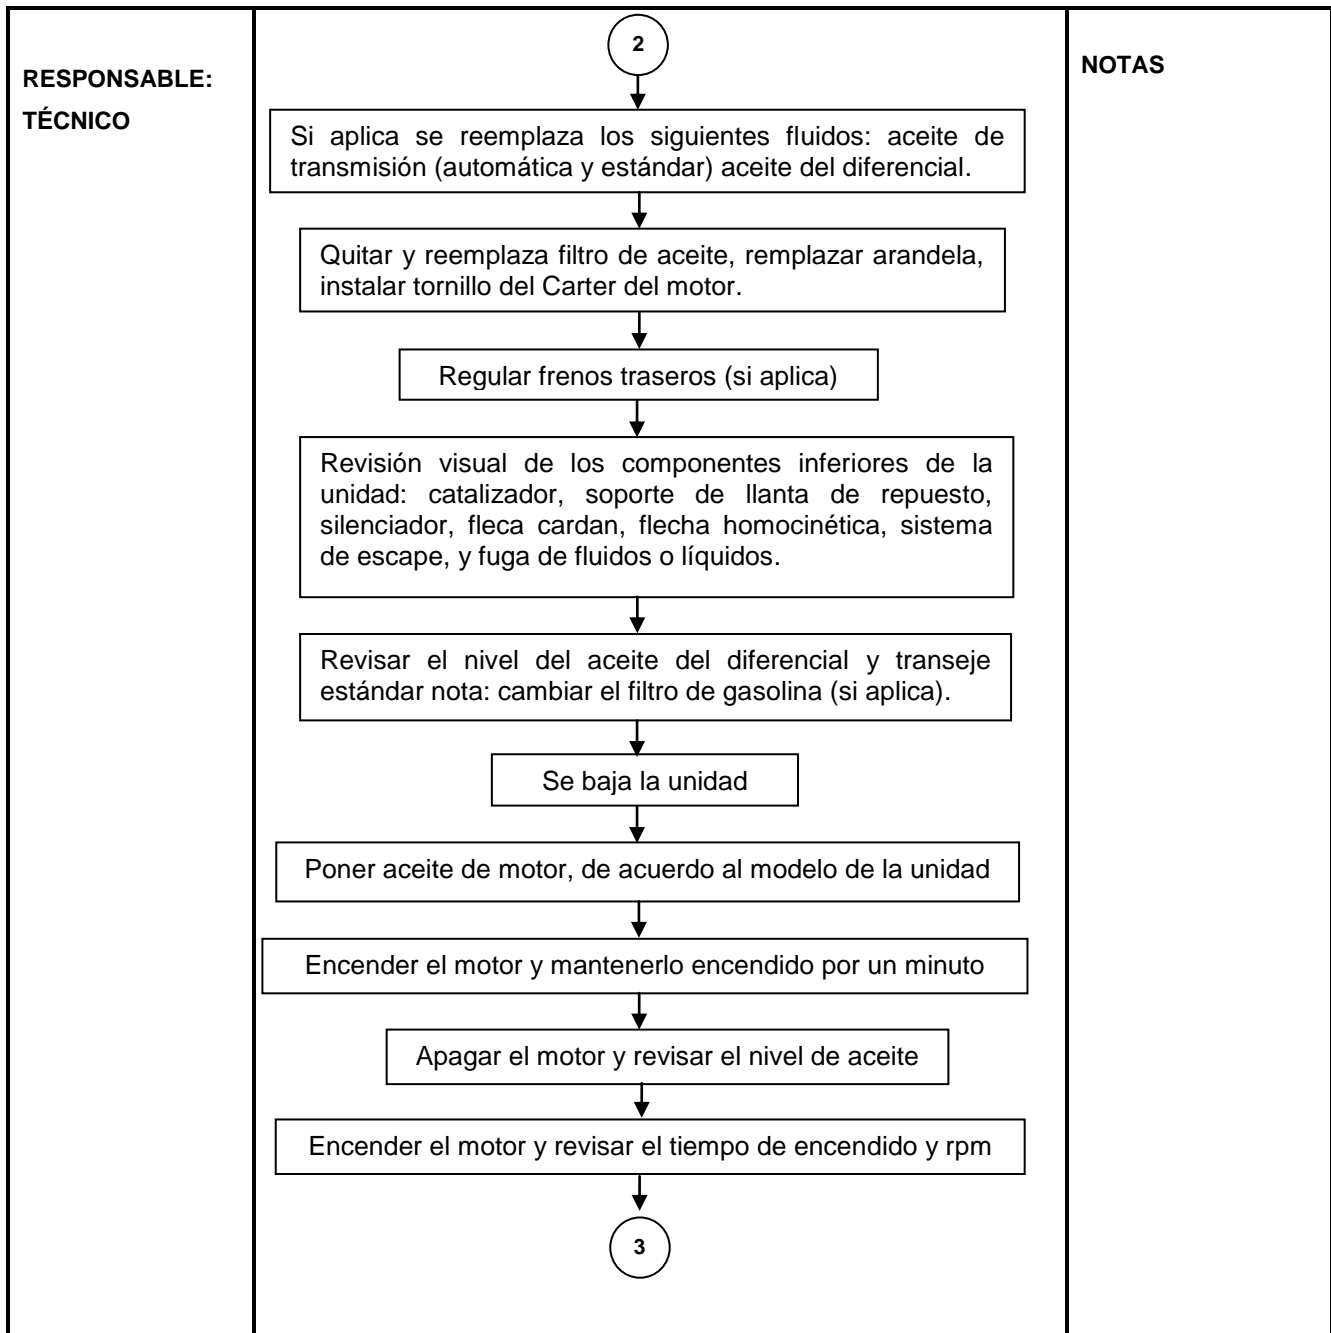 RESPONSABLE:
TÉCNICO
2
NOTAS
Si aplica se reemplaza los siguientes fluidos: aceite de
transmisión (automática y estándar) aceite del diferencial.
Quitar y reemplaza filtro de aceite, remplazar arandela,
instalar tornillo del Carter del motor.
Regular frenos traseros (si aplica)
Revisión visual de los componentes inferiores de la
unidad: catalizador, soporte de llanta de repuesto,
silenciador, fleca cardan, flecha homocinética, sistema
de escape, y fuga de fluidos o líquidos.
Revisar el nivel del aceite del diferencial y transeje
estándar nota: cambiar el filtro de gasolina (si aplica).
Se baja la unidad
Poner aceite de motor, de acuerdo al modelo de la unidad
Encender el motor y mantenerlo encendido por un minuto
Apagar el motor y revisar el nivel de aceite
Encender el motor y revisar el tiempo de encendido y rpm
3